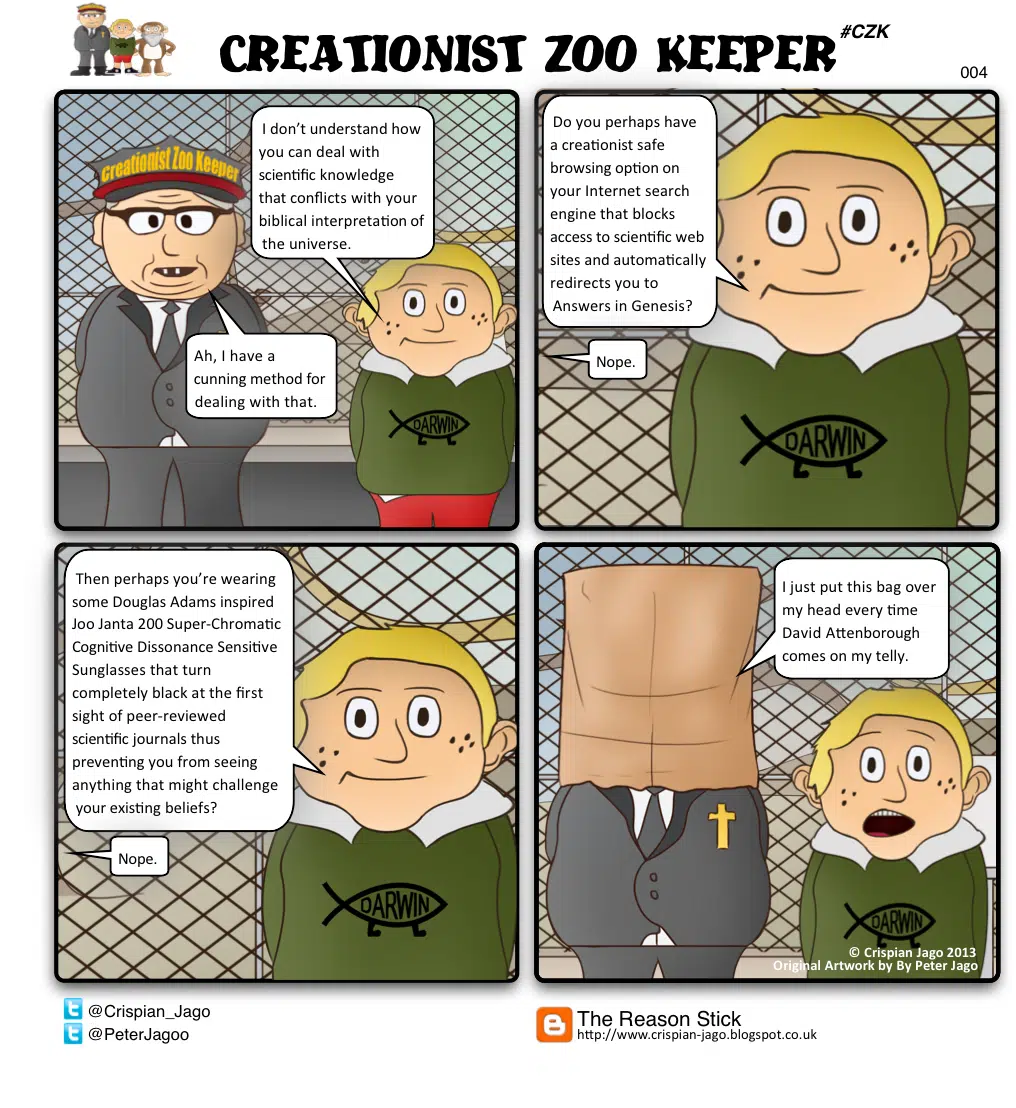 #CZK
CREATIONIST ZOO KEEPER
004
Creationist Zoo Keeper
I don't understand how
you can deal with
scientific knowledge
that conflicts with your
biblical interpretation of
the universe.
Ah, I have a
cunning method for
dealing with that.
DARWIN
Do you perhaps have
a creationist safe
browsing option on
your Internet search
engine that blocks
access to scientific web
sites and automatically
redirects you to
Answers in Genesis?
Nope.
DARWIN
Then perhaps you're wearing
some Douglas Adams inspired
Joo Janta 200 Super-Chromatic
Cognitive Dissonance Sensitive
Sunglasses that turn
completely black at the first
sight of peer-reviewed
scientific journals thus
preventing you from seeing
anything that might challenge
your existing beliefs?
Nope.
DARWIN
I just put this bag over
my head every time
David Attenborough
comes on my telly.
DARWIN
© Crispian Jago 2013
Original Artwork by By Peter Jago
@Crispian_Jago
@PeterJagoo
The Reason Stick
http://www.crispian-jago.blogspot.co.uk